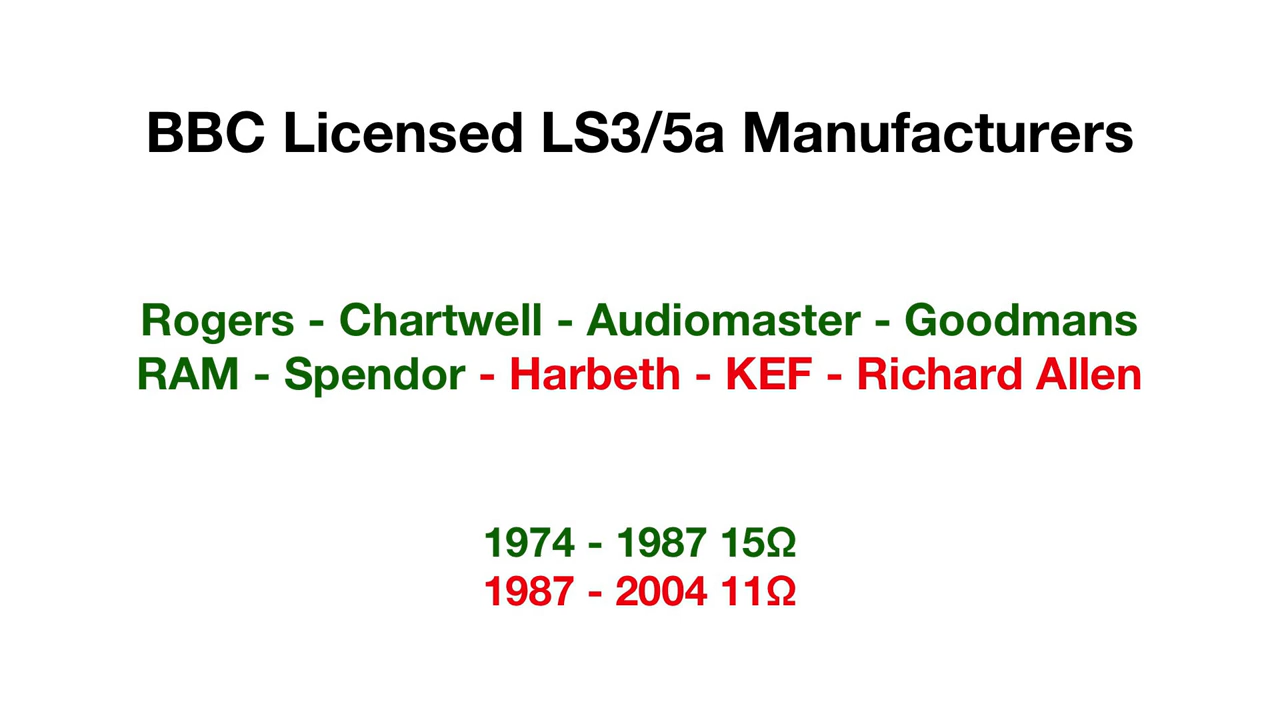 BBC Licensed LS3/5a Manufacturers
Rogers - Chartwell - Audiomaster - Goodmans
RAM - Spendor - Harbeth - KEF - Richard Allen
1974 - 1987 15Ω
1987 - 2004 11Ω